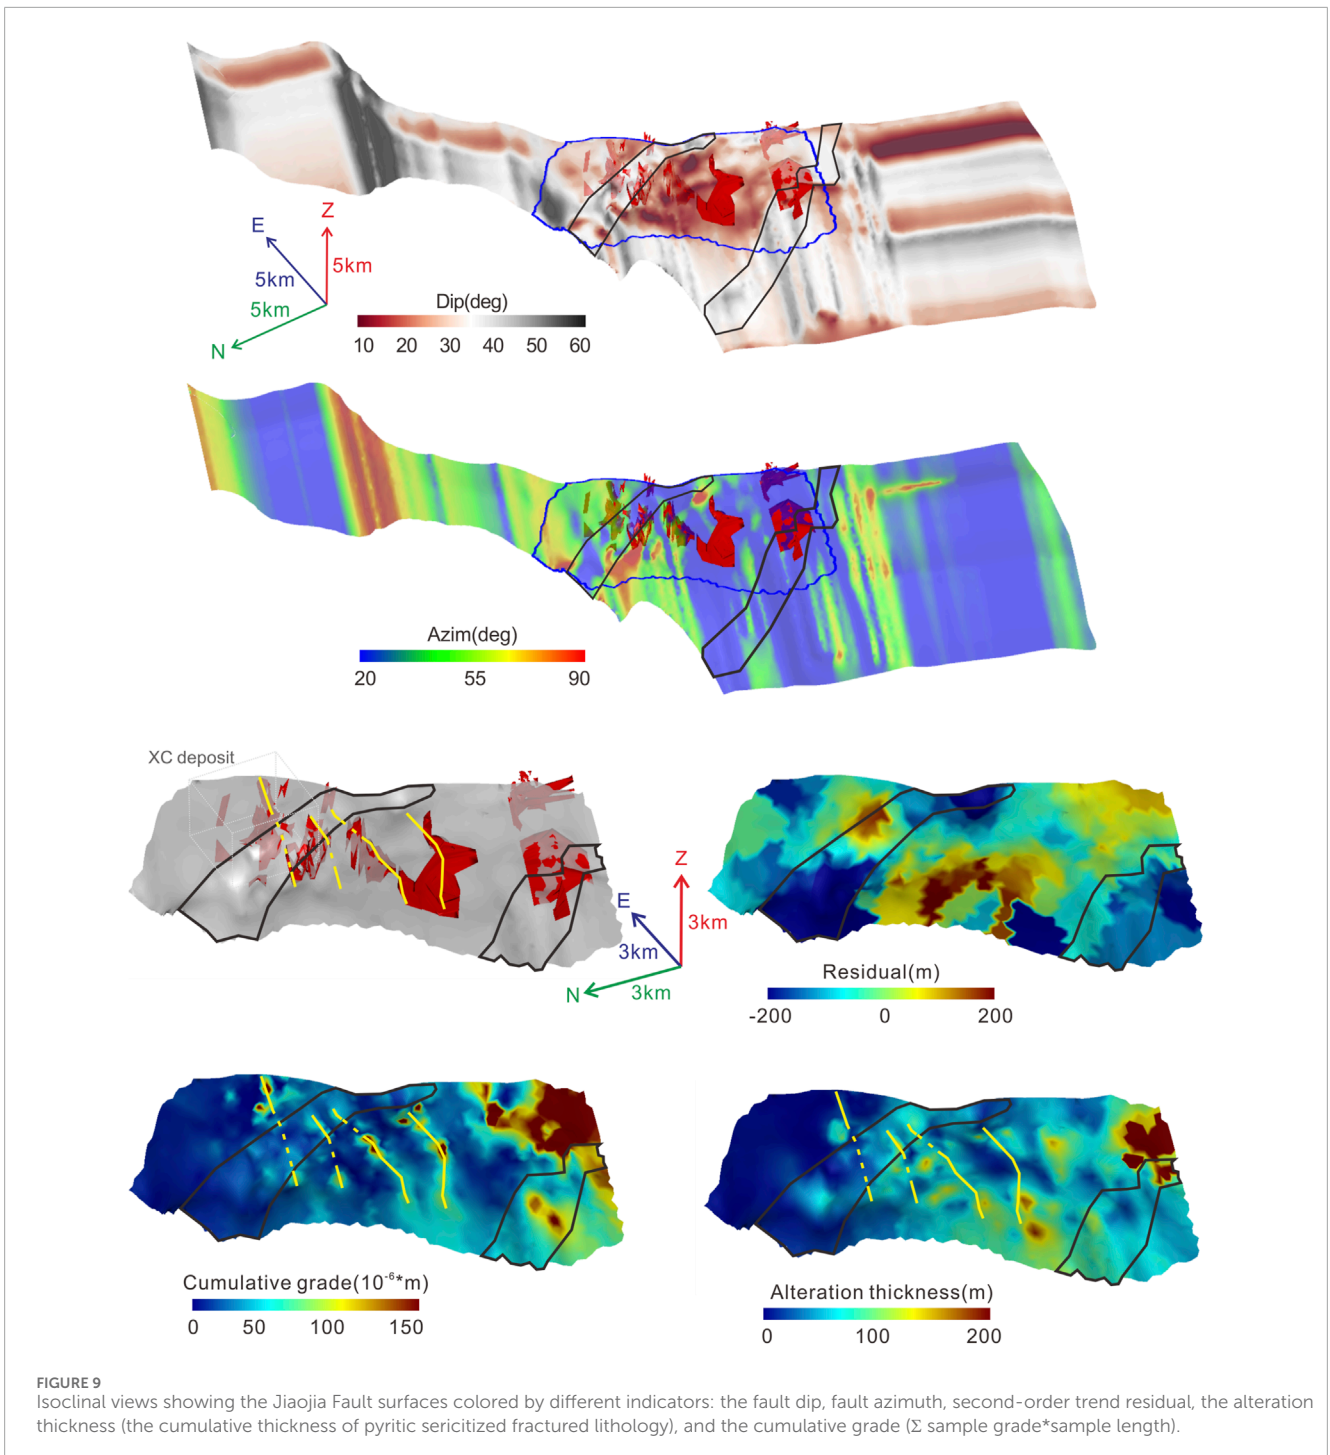 E
Z
5km
5km
5km
N
Dip(deg)
10 20 30 40 50 60
Azim(deg)
20 55 90
XC deposit
Z
E
3km
3km
N
3km
Residual(m)
-200 0 200
Cumulative grade(10⁻⁶*m)
0 50 100 150
Alteration thickness(m)
0 100 200
FIGURE 9
Isoclinal views showing the Jiaojia Fault surfaces colored by different indicators: the fault dip, fault azimuth, second-order trend residual, the alteration
thickness (the cumulative thickness of pyritic sericitized fractured lithology), and the cumulative grade (Σ sample grade*sample length).